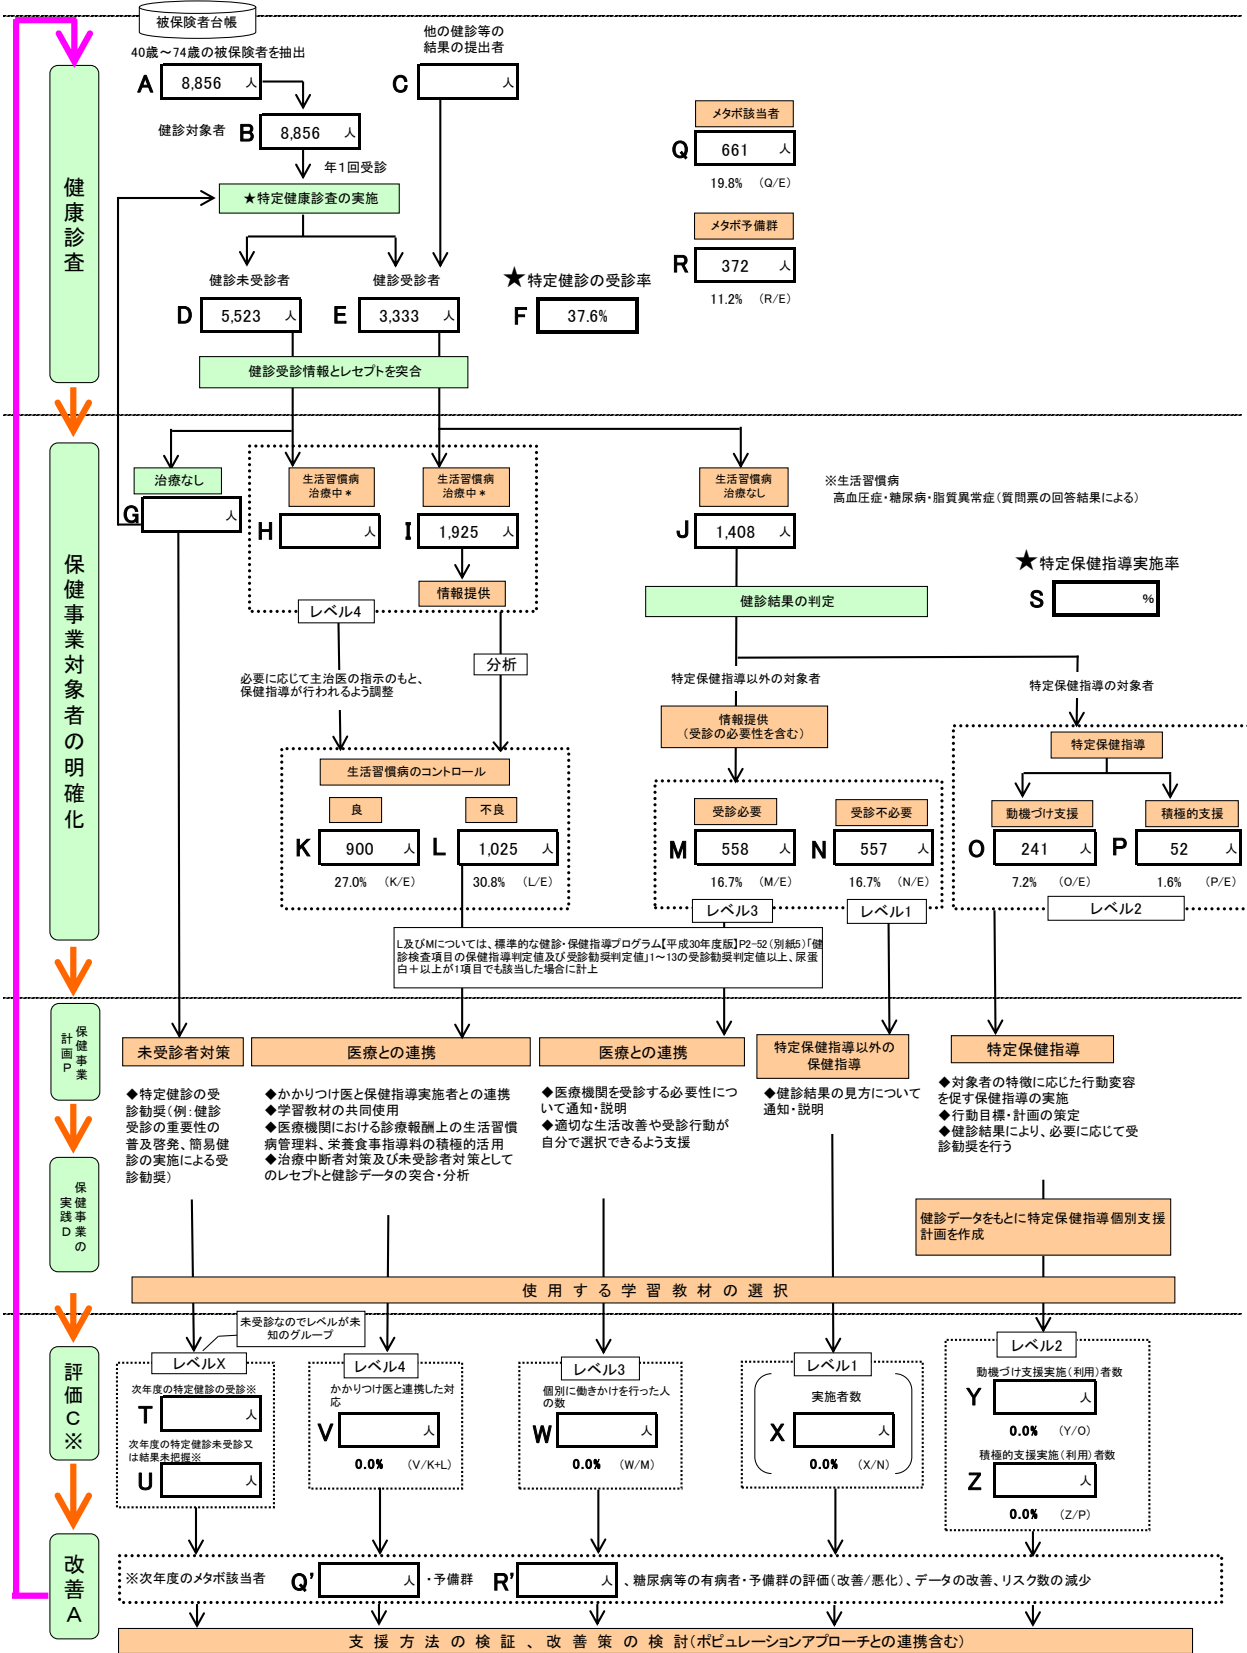 被保険者台帳
40歳～74歳の被保険者を抽出
他の健診等の
結果の提出者
A 8,856 人
C 人
健診対象者 B 8,856 人
年1回受診
★特定健康診査の実施
メタボ該当者
Q 661 人
19.8% (Q/E)
メタボ予備群
R 372 人
11.2% (R/E)
健康診査
健診未受診者
健診受診者
★特定健診の受診率
D 5,523 人
E 3,333 人
F 37.6%
健診受診情報とレセプトを突合
治療なし
G 人
生活習慣病
治療中*
H 人
生活習慣病
治療中*
I 1,925 人
情報提供
レベル4
生活習慣病
治療なし
J 1,408 人
※生活習慣病
高血圧症・糖尿病・脂質異常症(質問票の回答結果による)
★特定保健指導実施率
S %
健診結果の判定
保健事業対象者の明確化
必要に応じて主治医の指示のもと、
保健指導が行われるよう調整
分析
特定保健指導以外の対象者
特定保健指導の対象者
情報提供
(受診の必要性を含む)
特定保健指導
生活習慣病のコントロール
良
不良
K 900 人
L 1,025 人
27.0% (K/E)
30.8% (L/E)
受診必要
受診不必要
M 558 人
N 557 人
16.7% (M/E)
16.7% (N/E)
レベル3
レベル1
動機づけ支援
積極的支援
O 241 人
P 52 人
7.2% (O/E)
1.6% (P/E)
レベル2
L及びMについては、標準的な健診・保健指導プログラム【平成30年度版】P2-52(別紙5)「健
診検査項目の保健指導判定値及び受診勧奨判定値」1～13の受診勧奨判定値以上、尿蛋
白＋以上が1項目でも該当した場合に計上
保健事業
計画P
未受診者対策
医療との連携
医療との連携
特定保健指導以外の
保健指導
特定保健指導
◆特定健診の受
診勧奨(例:健診
受診の重要性の
普及啓発、簡易健
診の実施による受
診勧奨)
◆かかりつけ医と保健指導実施者との連携
◆学習教材の共同使用
◆医療機関における診療報酬上の生活習慣
病管理料、栄養食事指導料の積極的活用
◆治療中断者対策及び未受診者対策として
のレセプトと健診データの突合・分析
◆医療機関を受診する必要性につ
いて通知・説明
◆適切な生活改善や受診行動が
自分で選択できるよう支援
◆健診結果の見方について
通知・説明
◆対象者の特徴に応じた行動変容
を促す保健指導の実施
◆行動目標・計画の策定
◆健診結果により、必要に応じて受
診勧奨を行う
保健事業の
実践D
健診データをもとに特定保健指導個別支援
計画を作成
使用する学習教材の選択
未受診なのでレベルが未
知のグループ
評価C※
レベルX
次年度の特定健診の受診※
T 人
次年度の特定健診未受診又
は結果未把握※
U 人
レベル4
かかりつけ医と連携した対
応
V 人
0.0% (V/K+L)
レベル3
個別に働きかけを行った人
の数
W 人
0.0% (W/M)
レベル1
実施者数
X 人
0.0% (X/N)
レベル2
動機づけ支援実施(利用)者数
Y 人
0.0% (Y/O)
積極的支援実施(利用)者数
Z 人
0.0% (Z/P)
改善A
※次年度のメタボ該当者 Q' 人 ・予備群 R' 人 、糖尿病等の有病者・予備群の評価(改善/悪化)、データの改善、リスク数の減少
支援方法の検証、改善策の検討(ポピュレーションアプローチとの連携含む)